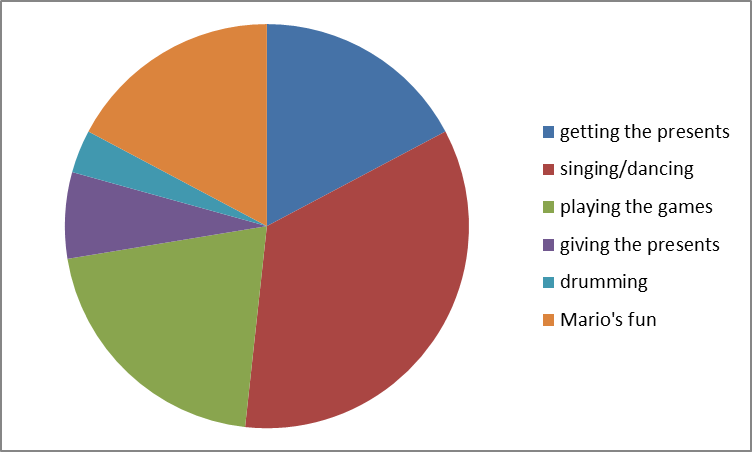 getting the presents
singing/dancing
playing the games
giving the presents
drumming
Mario's fun